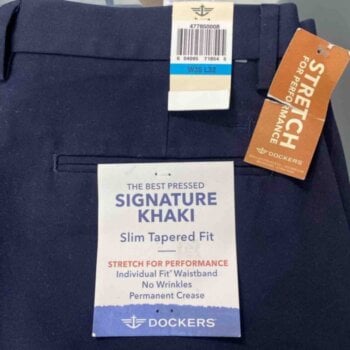 477850008
W36 L32
STRETCH
FOR PERFORMANCE
DOCKERS
THE BEST PRESSED
SIGNATURE
KHAKI
Slim Tapered Fit
STRETCH FOR PERFORMANCE
Individual Fit® Waistband
No Wrinkles
Permanent Crease
DOCKERS